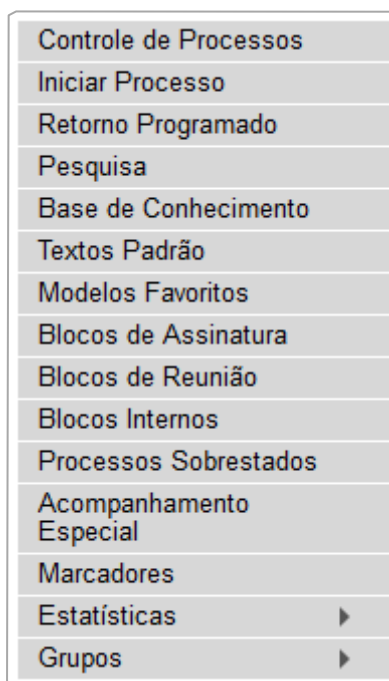 Controle de Processos
Iniciar Processo
Retorno Programado
Pesquisa
Base de Conhecimento
Textos Padrão
Modelos Favoritos
Blocos de Assinatura
Blocos de Reunião
Blocos Internos
Processos Sobrestados
Acompanhamento
Especial
Marcadores
Estatísticas
Grupos